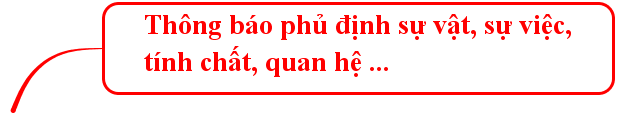 Thông báo phủ định sự vật, sự việc,
tính chất, quan hệ ...